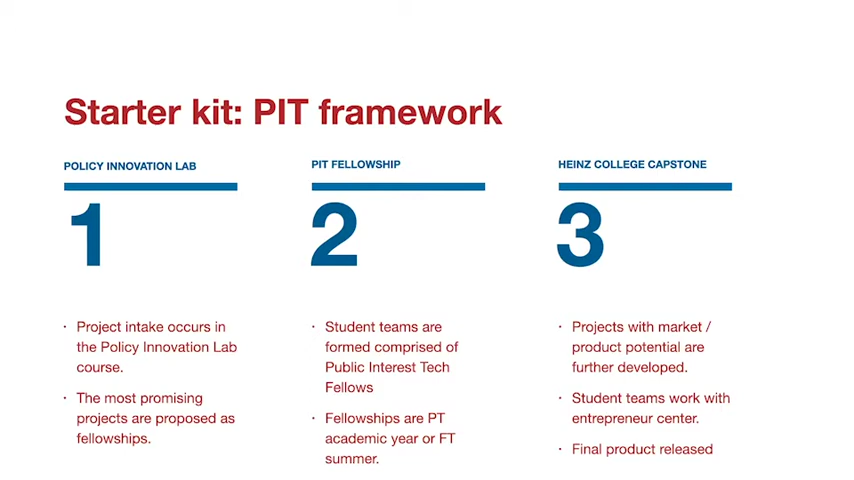 Starter kit: PIT framework
POLICY INNOVATION LAB
1
· Project intake occurs in
the Policy Innovation Lab
course.
· The most promising
projects are proposed as
fellowships.
PIT FELLOWSHIP
2
· Student teams are
formed comprised of
Public Interest Tech
Fellows
· Fellowships are PT
academic year or FT
summer.
HEINZ COLLEGE CAPSTONE
3
· Projects with market /
product potential are
further developed.
· Student teams work with
entrepreneur center.
· Final product released